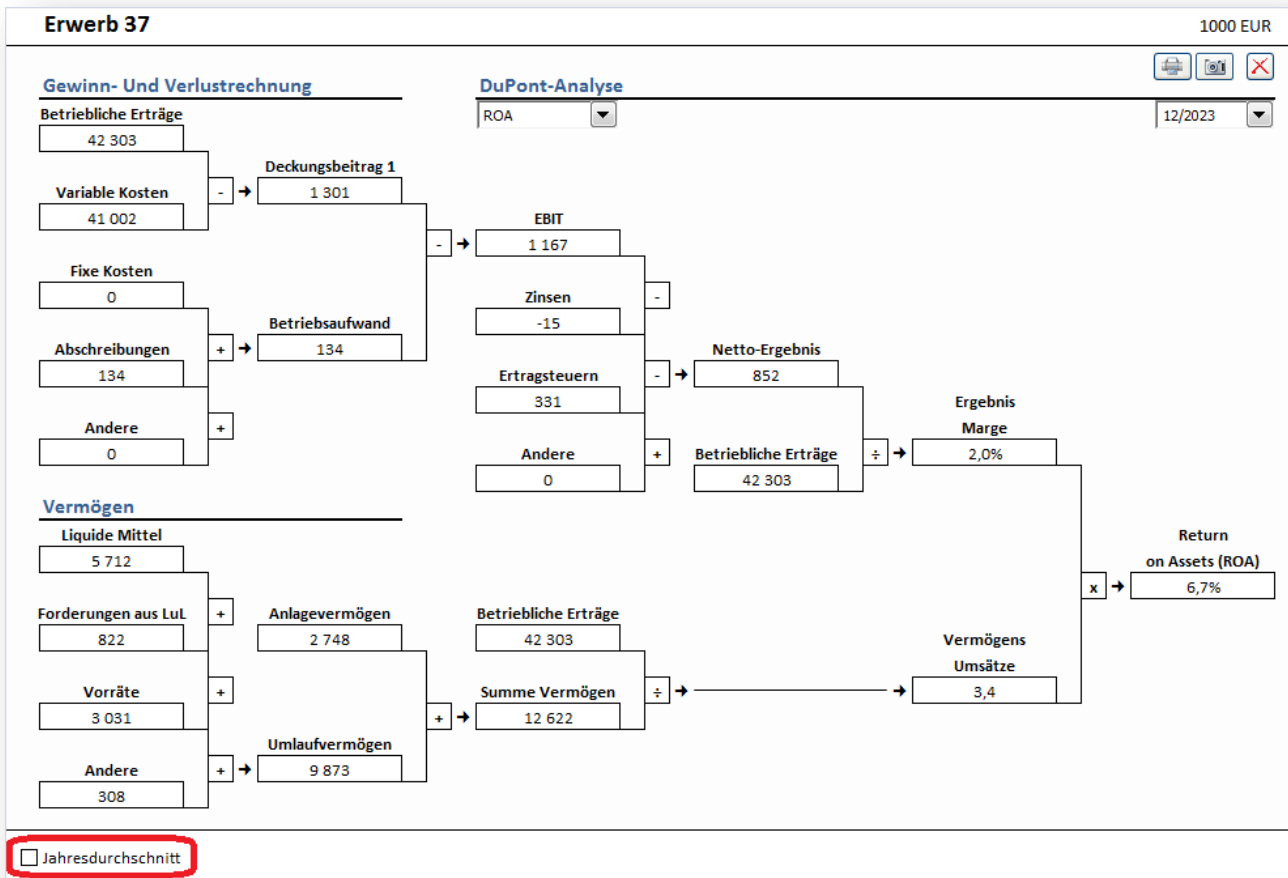 Erwerb 37
1000 EUR
Gewinn- Und Verlustrechnung
DuPont-Analyse
ROA
12/2023
Betriebliche Erträge
42 303
Variable Kosten
41 002
-
Deckungsbeitrag 1
1 301
Fixe Kosten
0
Abschreibungen
134
+
Andere
0
+
Betriebsaufwand
134
-
EBIT
1 167
Zinsen
-15
-
Ertragsteuern
331
-
Andere
0
+
Netto-Ergebnis
852
Betriebliche Erträge
42 303
÷
Ergebnis
Marge
2,0%
Vermögen
Liquide Mittel
5 712
Forderungen aus LuL
822
+
Vorräte
3 031
+
Andere
308
+
Anlagevermögen
2 748
Umlaufvermögen
9 873
+
Betriebliche Erträge
42 303
Summe Vermögen
12 622
÷
Vermögens
Umsätze
3,4
x
Return
on Assets (ROA)
6,7%
Jahresdurchschnitt